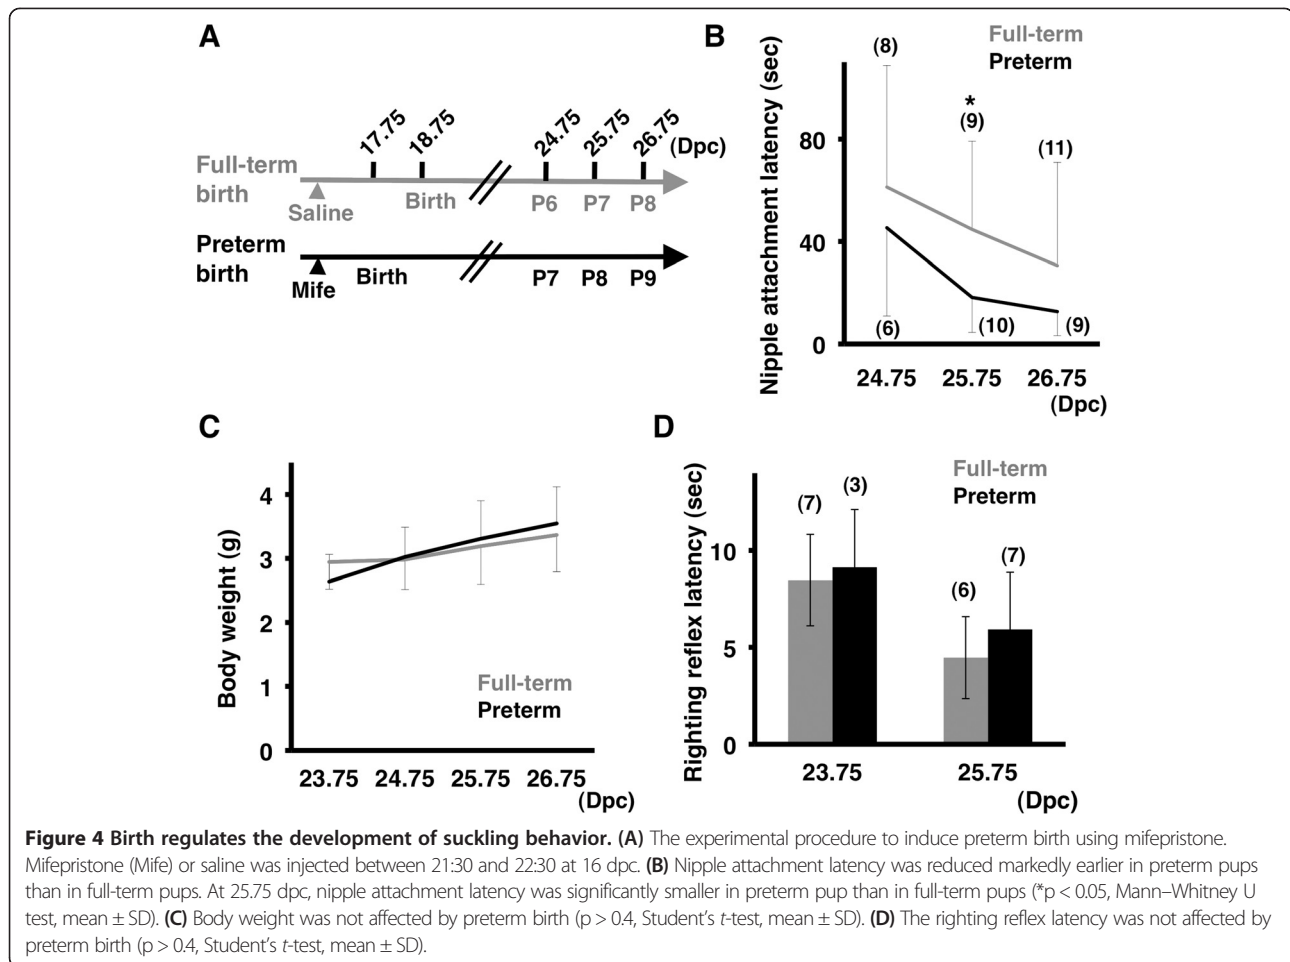 A
17.75
18.75
24.75
25.75
26.75
(Dpc)
Full-term
birth
Saline
Birth
P6
P7
P8
Preterm
birth
Mife
Birth
P7
P8
P9
B
Full-term
Preterm
Nipple attachment latency (sec)
80
40
0
(8)
*
(9)
(11)
(6)
(10)
(9)
24.75
25.75
26.75
(Dpc)
C
Body weight (g)
4
3
2
1
0
Full-term
Preterm
23.75
24.75
25.75
26.75
(Dpc)
D
Righting reflex latency (sec)
10
5
0
Full-term
Preterm
(7)
(3)
(6)
(7)
23.75
25.75
(Dpc)
Figure 4 Birth regulates the development of suckling behavior. (A) The experimental procedure to induce preterm birth using mifepristone.
Mifepristone (Mife) or saline was injected between 21:30 and 22:30 at 16 dpc. (B) Nipple attachment latency was reduced markedly earlier in preterm pups
than in full-term pups. At 25.75 dpc, nipple attachment latency was significantly smaller in preterm pup than in full-term pups (*p < 0.05, Mann–Whitney U
test, mean ± SD). (C) Body weight was not affected by preterm birth (p > 0.4, Student's t-test, mean ± SD). (D) The righting reflex latency was not affected by
preterm birth (p > 0.4, Student's t-test, mean ± SD).